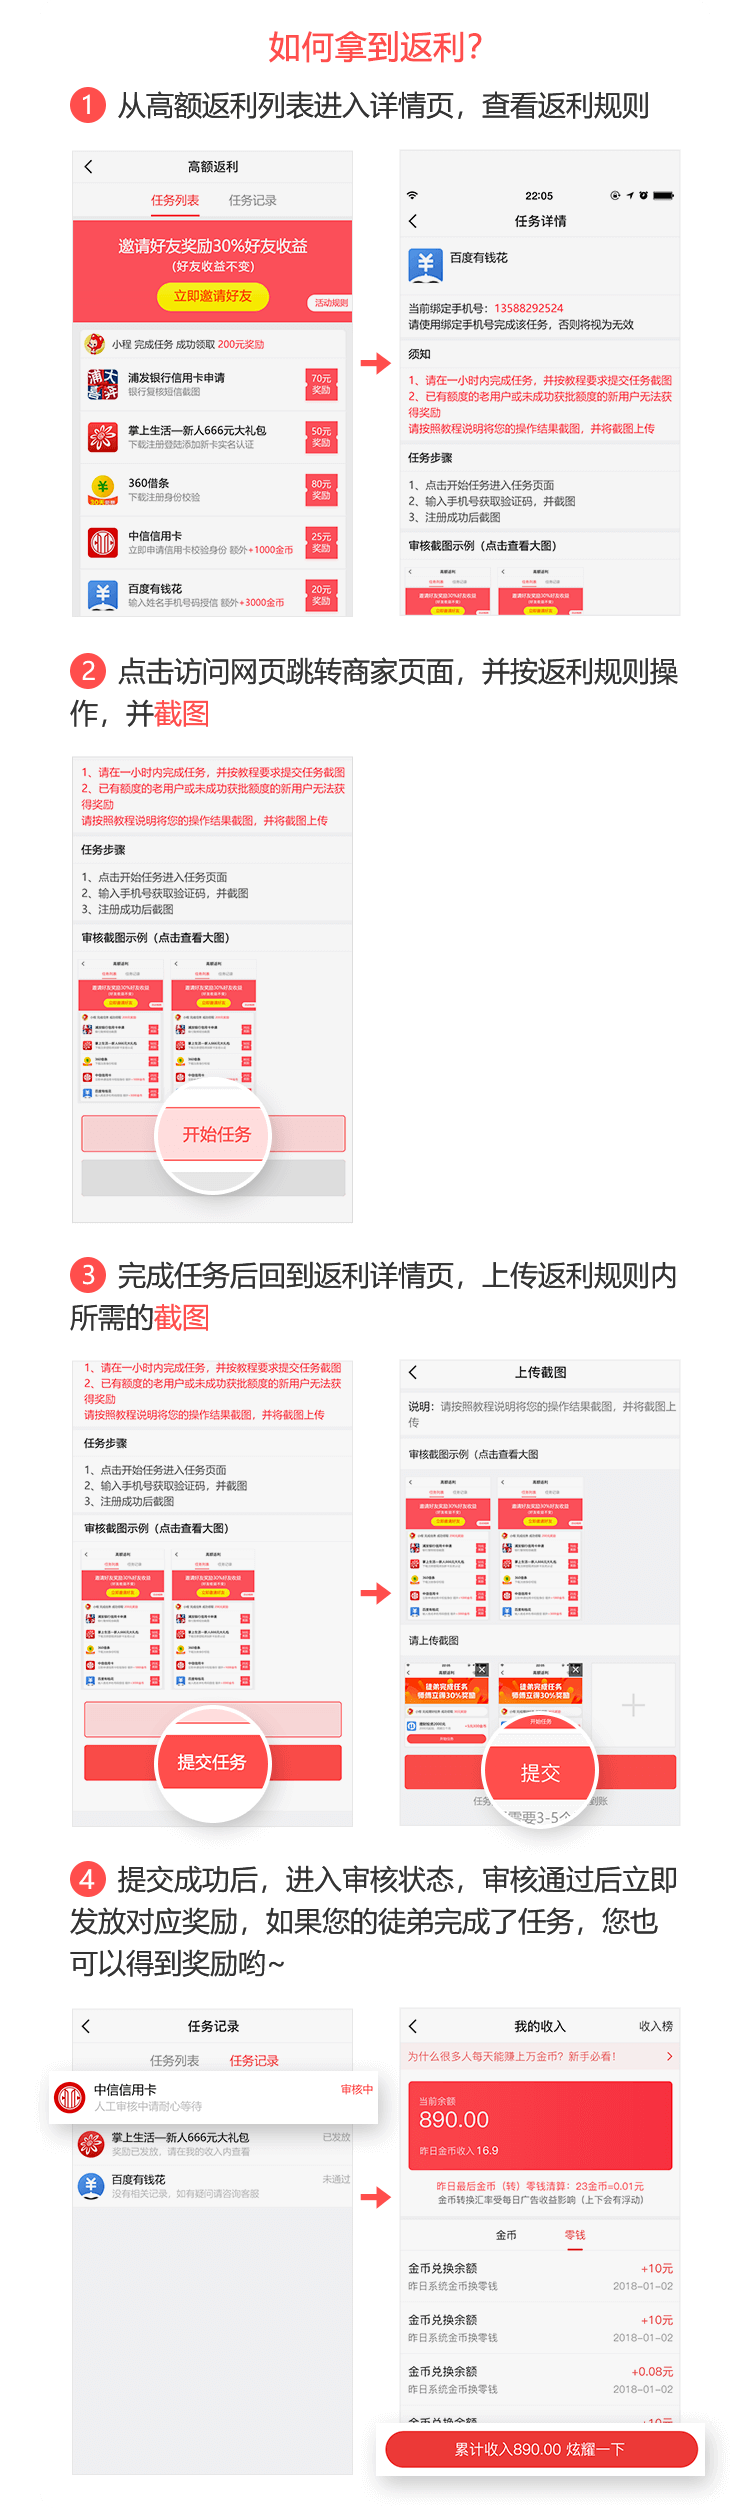 如何拿到返利?
1 从高额返利列表进入详情页，查看返利规则
高额返利
任务列表 任务记录
邀请好友奖励30%好友收益
(好友收益不变)
立即邀请好友
活动规则
小程 完成任务 成功领取 200元奖励
浦发银行信用卡申请
银行复核短信截图
70元
奖励
掌上生活—新人666元大礼包
下载注册登陆添加新卡实名认证
50元
奖励
360借条
下载注册身份校验
80元
奖励
中信信用卡
立即申请信用卡校验身份 额外+1000金币
25元
奖励
百度有钱花
输入姓名手机号码授信 额外+3000金币
20元
奖励
22:05
任务详情
百度有钱花
当前绑定手机号：13588292524
请使用绑定手机号完成该任务，否则将视为无效
须知
1、请在一小时内完成任务，并按教程要求提交任务截图
2、已有额度的老用户或未成功获批额度的新用户无法获
得奖励
请按照教程说明将您的操作结果截图，并将截图上传
任务步骤
1、点击开始任务进入任务页面
2、输入手机号获取验证码，并截图
3、注册成功后截图
审核截图示例（点击查看大图）
2 点击访问网页跳转商家页面，并按返利规则操
作，并截图
1、请在一小时内完成任务，并按教程要求提交任务截图
2、已有额度的老用户或未成功获批额度的新用户无法获
得奖励
请按照教程说明将您的操作结果截图，并将截图上传
任务步骤
1、点击开始任务进入任务页面
2、输入手机号获取验证码，并截图
3、注册成功后截图
审核截图示例（点击查看大图）
开始任务
3 完成任务后回到返利详情页，上传返利规则内
所需的截图
1、请在一小时内完成任务，并按教程要求提交任务截图
2、已有额度的老用户或未成功获批额度的新用户无法获
得奖励
请按照教程说明将您的操作结果截图，并将截图上传
任务步骤
1、点击开始任务进入任务页面
2、输入手机号获取验证码，并截图
3、注册成功后截图
审核截图示例（点击查看大图）
提交任务
上传截图
说明：请按照教程说明将您的操作结果截图，并将截图上
传
审核截图示例（点击查看大图
请上传截图
徒弟完成任务
师傅立得30%奖励
徒弟完成任务
师傅立得30%奖励
开始任务
提交
需要3-5个
任务 到账
4 提交成功后，进入审核状态，审核通过后立即
发放对应奖励，如果您的徒弟完成了任务，您也
可以得到奖励哟~
任务记录
任务列表 任务记录
中信信用卡 审核中
人工审核中请耐心等待
掌上生活—新人666元大礼包 已发放
奖励已发放，请在我的收入内查看
百度有钱花 未通过
没有相关记录，如有疑问请咨询客服
我的收入 收入榜
为什么很多人每天能赚上万金币？新手必看！
当前余额
890.00
昨日金币收入 16.9
昨日最后金币（转）零钱清算：23金币=0.01元
金币转换汇率受每日广告收益影响（上下会有浮动）
金币 零钱
金币兑换余额 +10元
昨日系统金币换零钱 2018-01-02
金币兑换余额 +10元
昨日系统金币换零钱 2018-01-02
金币兑换余额 +0.08元
昨日系统金币换零钱 2018-01-02
金币兑换余额 +10元
累计收入890.00 炫耀一下